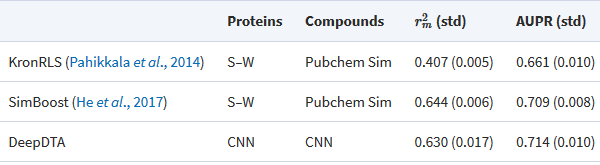 Proteins Compounds r²ₘ (std) AUPR (std)
KronRLS (Pahikkala et al., 2014) S–W Pubchem Sim 0.407 (0.005) 0.661 (0.010)
SimBoost (He et al., 2017) S–W Pubchem Sim 0.644 (0.006) 0.709 (0.008)
DeepDTA CNN CNN 0.630 (0.017) 0.714 (0.010)